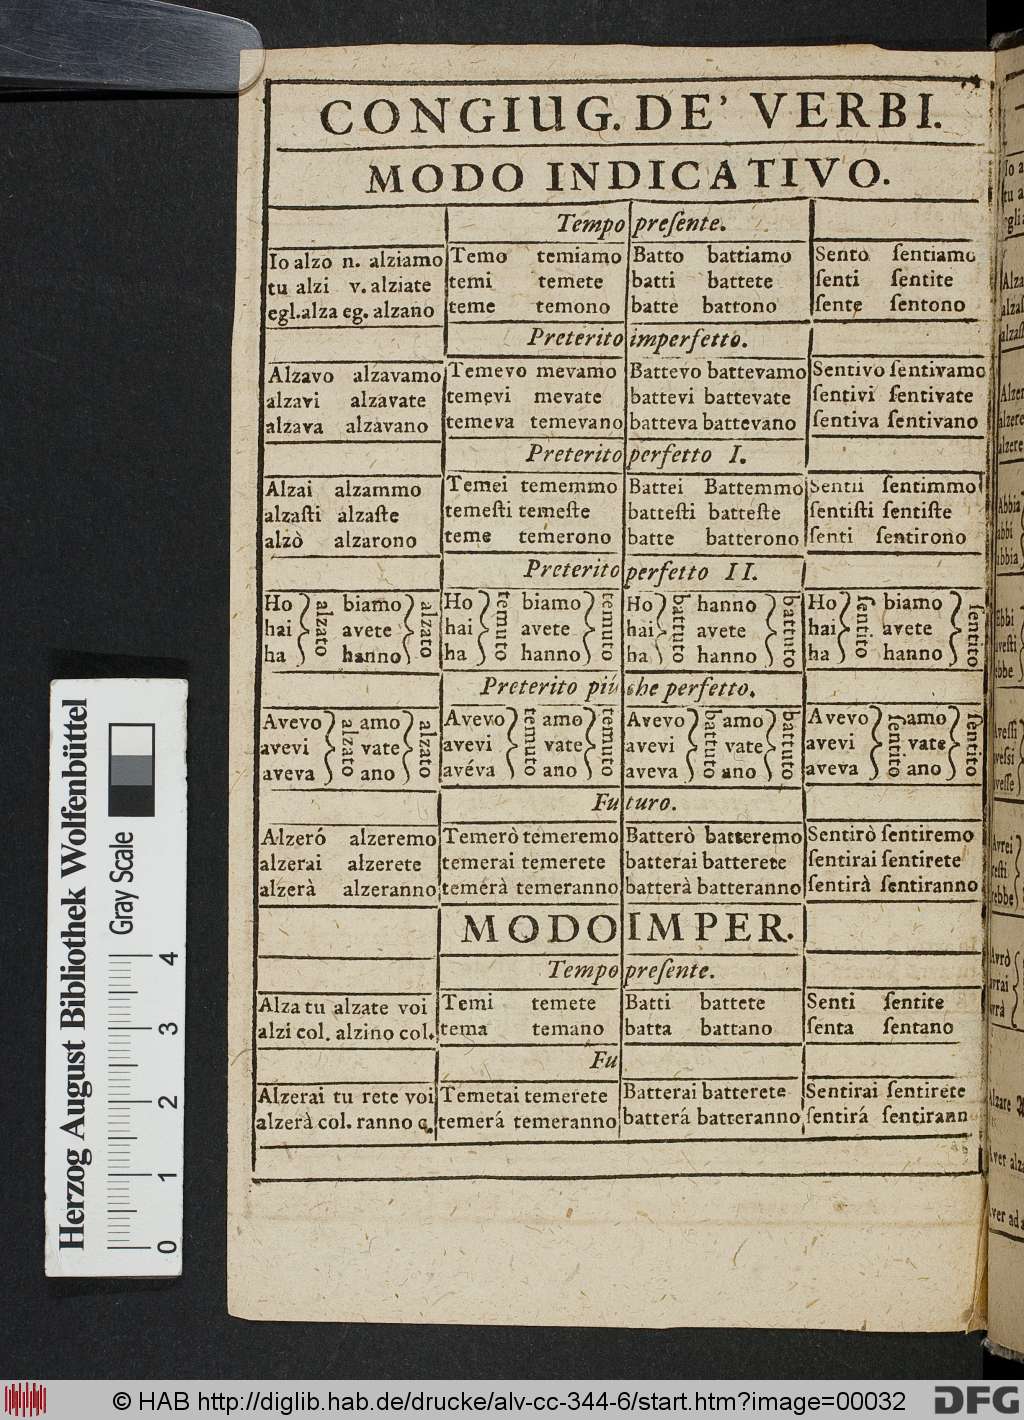 CONGIUG. DE' VERBI.
MODO INDICATIVO.
Tempo preſente.
Io alzo n. alziamo Temo temiamo Batto battiamo Sento ſentiamo
tu alzi v. alziate temi temete batti battete ſenti ſentite
egl. alza eg. alzano teme temono batte battono ſente ſentono
Preterito imperfetto.
Alzavo alzavamo Temevo mevamo Battevo battevamo Sentivo ſentivamo
alzavi alzavate temevi mevate battevi battevate ſentivi ſentivate
alzava alzavano temeva temevano batteva battevano ſentiva ſentivano
Preterito perfetto I.
Alzai alzammo Temei tememmo Battei Battemmo Sentii ſentimmo
alzaſti alzaſte temeſti temeſte batteſti batteſte ſentiſti ſentiſte
alzò alzarono teme temerono batte batterono ſenti ſentirono
Preterito perfetto II.
Ho alzato biamo alzato Ho temuto biamo temuto Ho battuto hanno battuto Ho ſentito biamo ſentito
hai avete hai avete hai avete hai avete
ha hanno ha hanno ha hanno ha hanno
Preterito piú che perfetto.
Avevo alzato amo alzato Avevo temuto amo temuto Avevo battuto amo battuto Avevo ſentito amo ſentito
avevi vate avevi vate avevi vate avevi vate
aveva ano avéva ano aveva ano aveva ano
Futuro.
Alzeró alzeremo Temerò temeremo Batterò batteremo Sentirò ſentiremo
alzerai alzerete temerai temerete batterai batterete ſentirai ſentirete
alzerà alzeranno temerà temeranno batterà batteranno ſentirà ſentiranno
MODO IMPER.
Tempo preſente.
Alza tu alzate voi Temi temete Batti battete Senti ſentite
alzi col. alzino col. tema temano batta battano ſenta ſentano
Fu
Alzerai tu rete voi Temetai temerete Batterai batterete Sentirai ſentirete
alzerà col. ranno c. temerá temeranno batterá batteranno ſentirá ſentirann
Herzog August Bibliothek Wolfenbüttel
Gray Scale
0 1 2 3 4
© HAB http://diglib.hab.de/drucke/alv-cc-344-6/start.htm?image=00032
DFG